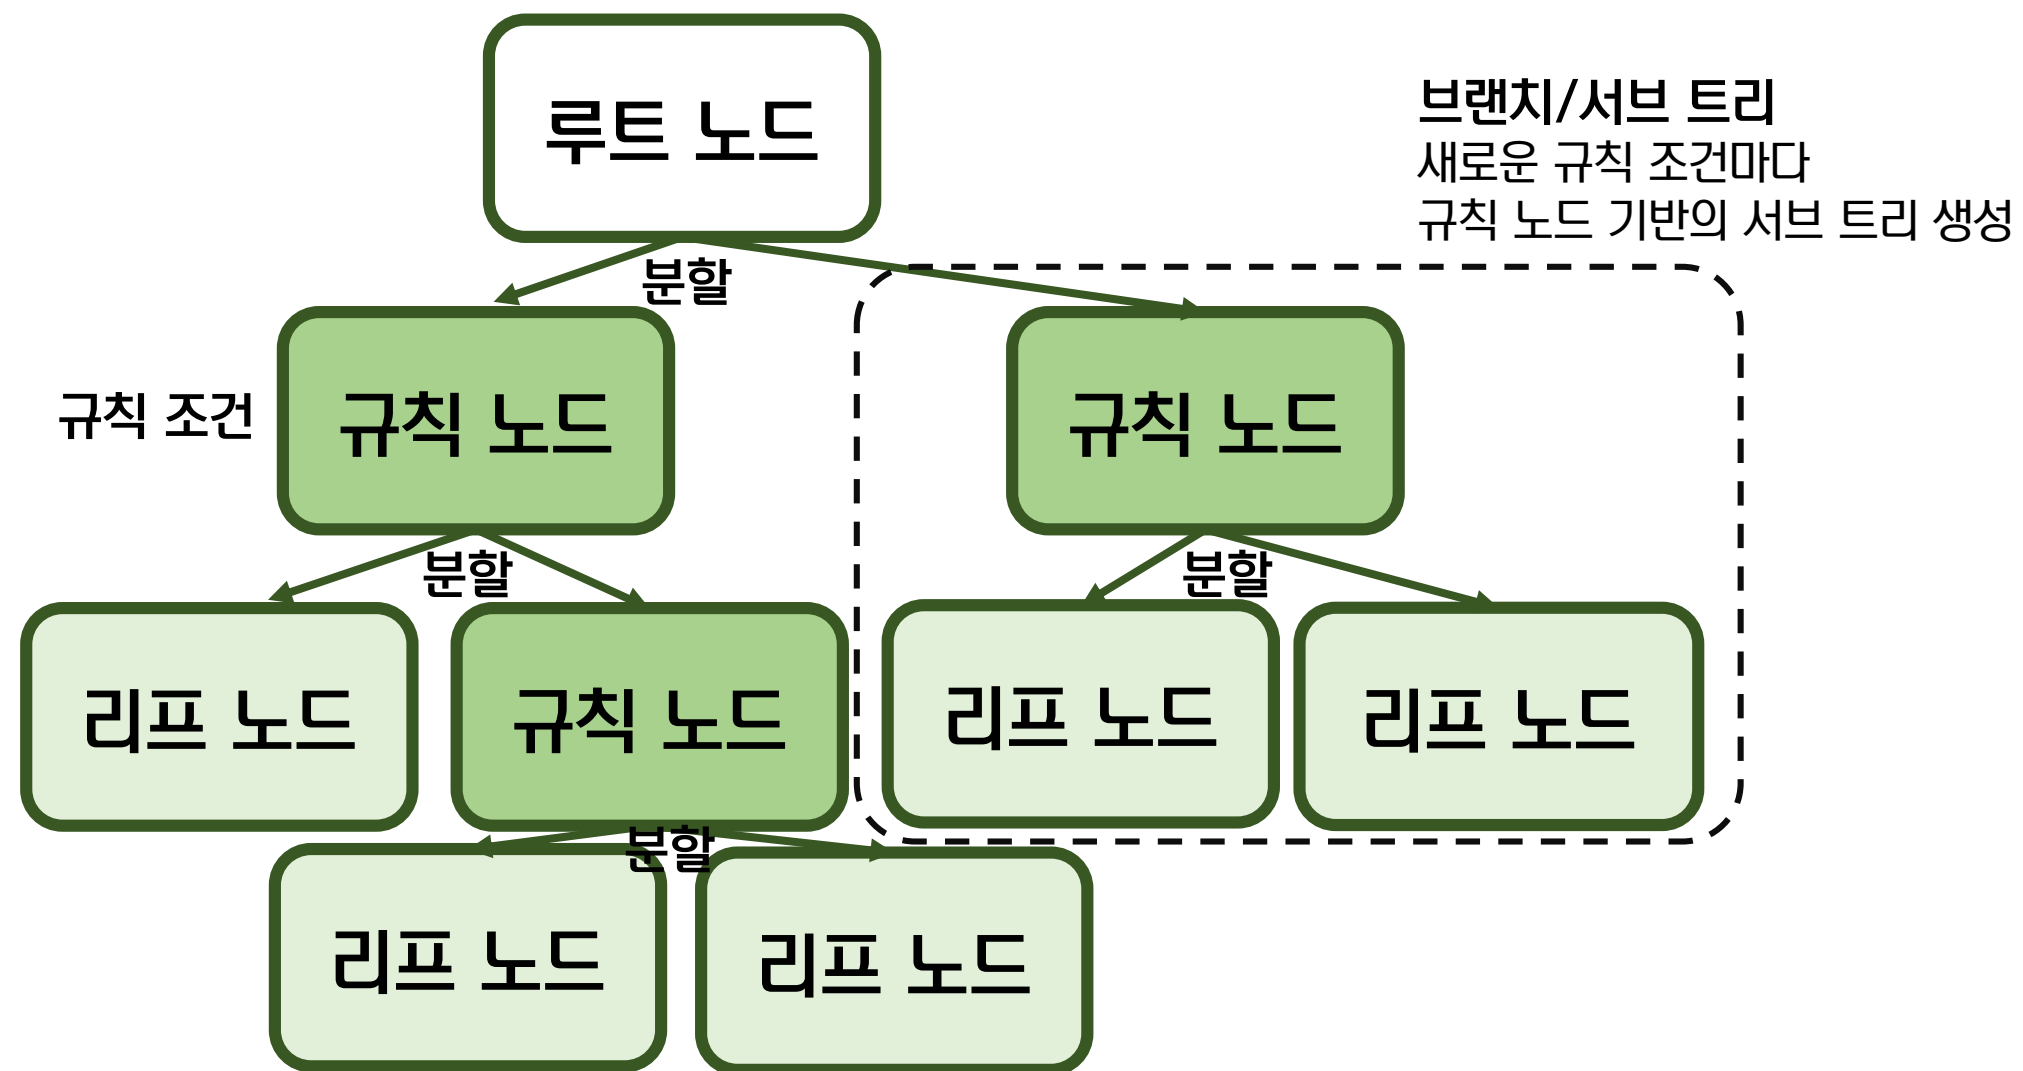 루트 노드
브랜치/서브 트리
새로운 규칙 조건마다
규칙 노드 기반의 서브 트리 생성
분할
규칙 조건
규칙 노드
규칙 노드
분할
분할
리프 노드
규칙 노드
리프 노드
리프 노드
분할
리프 노드
리프 노드